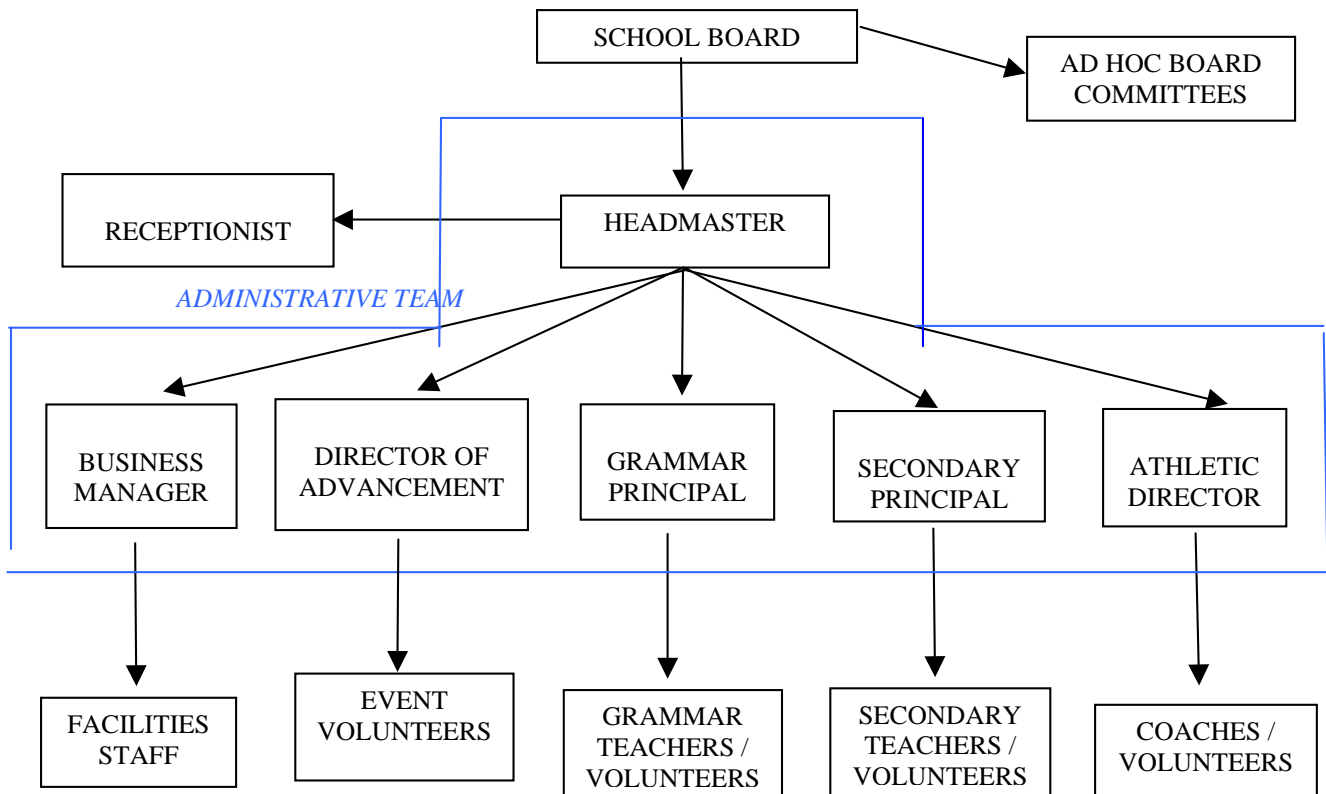 SCHOOL BOARD
AD HOC BOARD
COMMITTEES
RECEPTIONIST
HEADMASTER
ADMINISTRATIVE TEAM
BUSINESS
MANAGER
DIRECTOR OF
ADVANCEMENT
GRAMMAR
PRINCIPAL
SECONDARY
PRINCIPAL
ATHLETIC
DIRECTOR
FACILITIES
STAFF
EVENT
VOLUNTEERS
GRAMMAR
TEACHERS /
VOLUNTEERS
SECONDARY
TEACHERS /
VOLUNTEERS
COACHES /
VOLUNTEERS